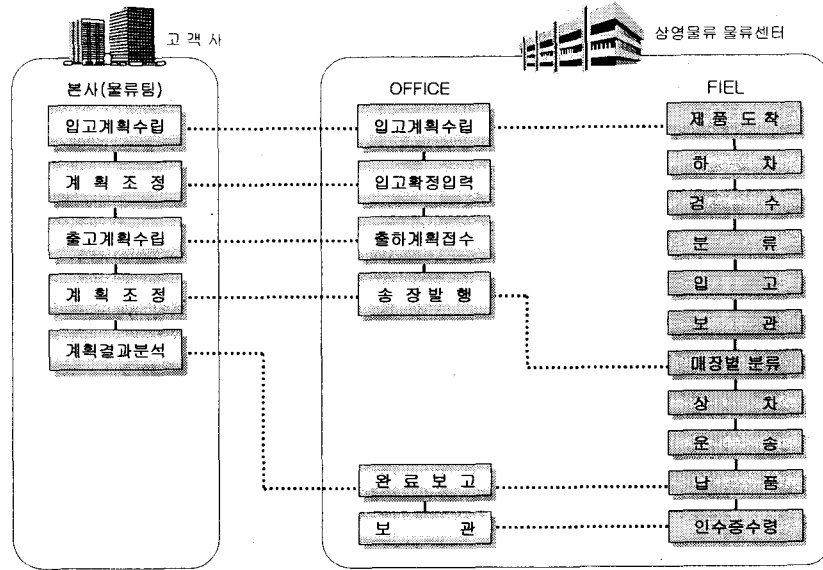 고 객 사
삼영물류 물류센터
본사(물류팀)
입고계획수립
계 획 조 정
출고계획수립
계 획 조 정
계획결과분석
OFFICE
입고계획수립
입고확정입력
출하계획접수
송 장 발 행
완 료 보 고
보 관
FIEL
제 품 도 착
하 차
검 수
분 류
입 고
보 관
매장별 분류
상 차
운 송
납 품
인수증수령